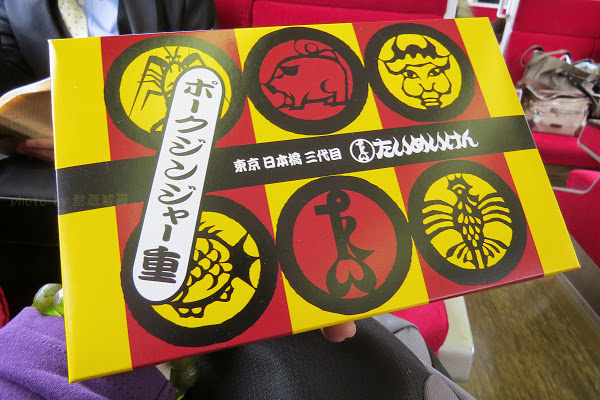 ポークジンジャー重
東京 日本橋 三代目 たいめいけん